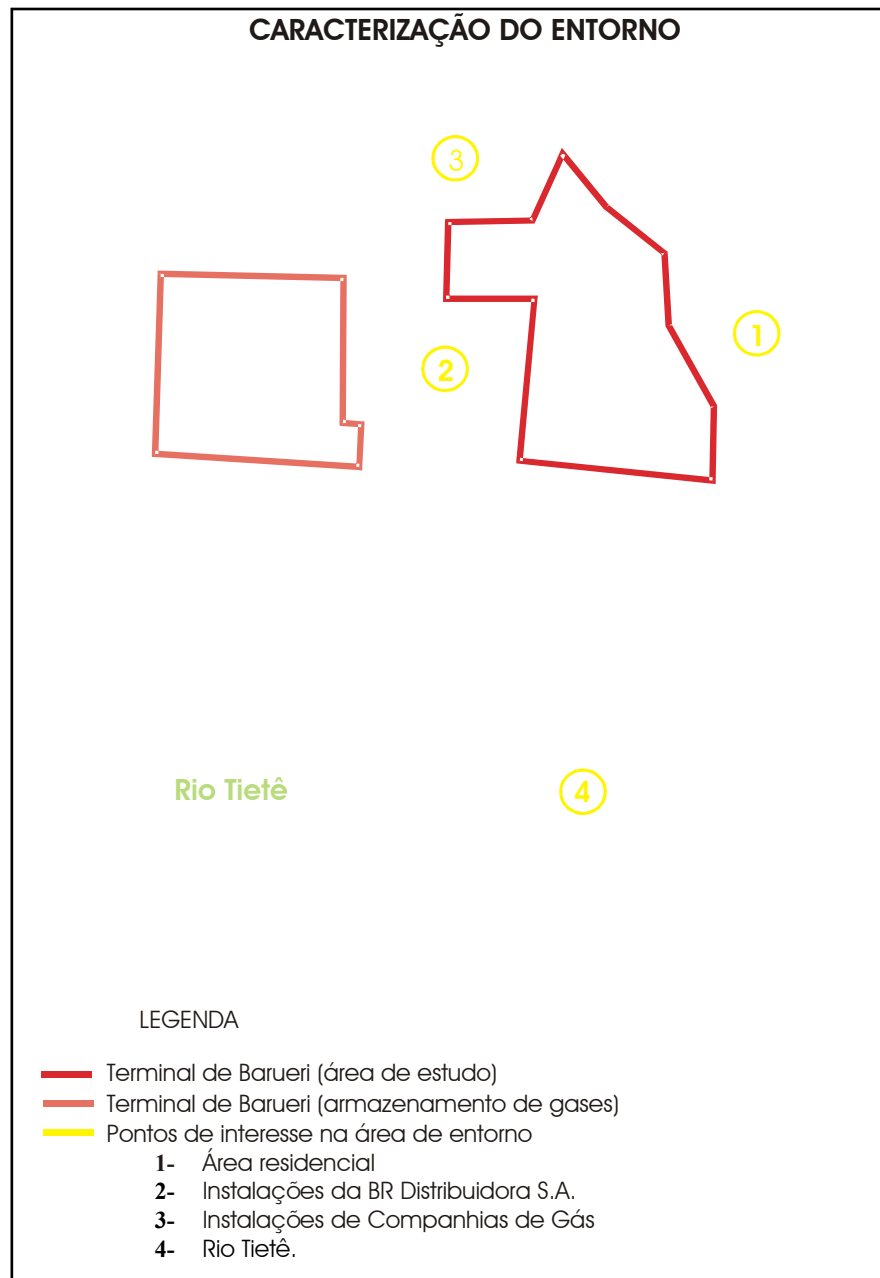 CARACTERIZAÇÃO DO ENTORNO
3
1
2
Rio Tietê
4
LEGENDA
Terminal de Barueri (área de estudo)
Terminal de Barueri (armazenamento de gases)
Pontos de interesse na área de entorno
1- Área residencial
2- Instalações da BR Distribuidora S.A.
3- Instalações de Companhias de Gás
4- Rio Tietê.